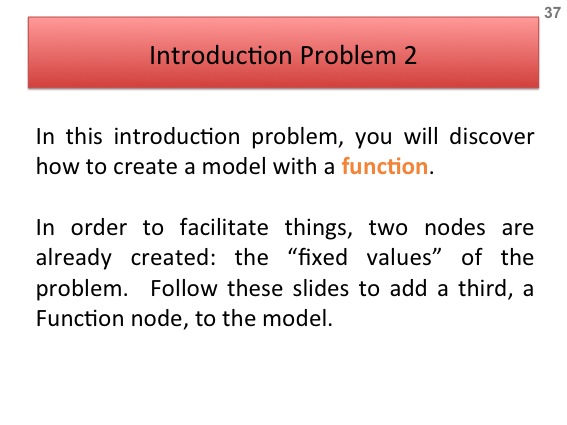 37
Introduction Problem 2
In this introduction problem, you will discover
how to create a model with a function.
In order to facilitate things, two nodes are
already created: the “fixed values” of the
problem.  Follow these slides to add a third, a
Function node, to the model.